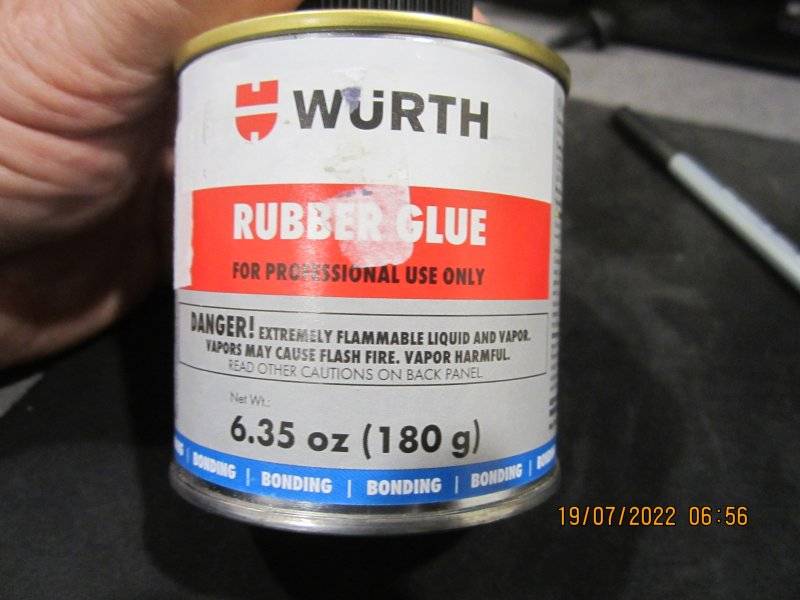 WÜRTH
RUBBER GLUE
FOR PROFESSIONAL USE ONLY
DANGER! EXTREMELY FLAMMABLE LIQUID AND VAPOR.
VAPORS MAY CAUSE FLASH FIRE. VAPOR HARMFUL.
READ OTHER CAUTIONS ON BACK PANEL
Net Wt.:
6.35 oz (180 g)
| BONDING | BONDING | BONDING | BONDING |
19/07/2022 06:56